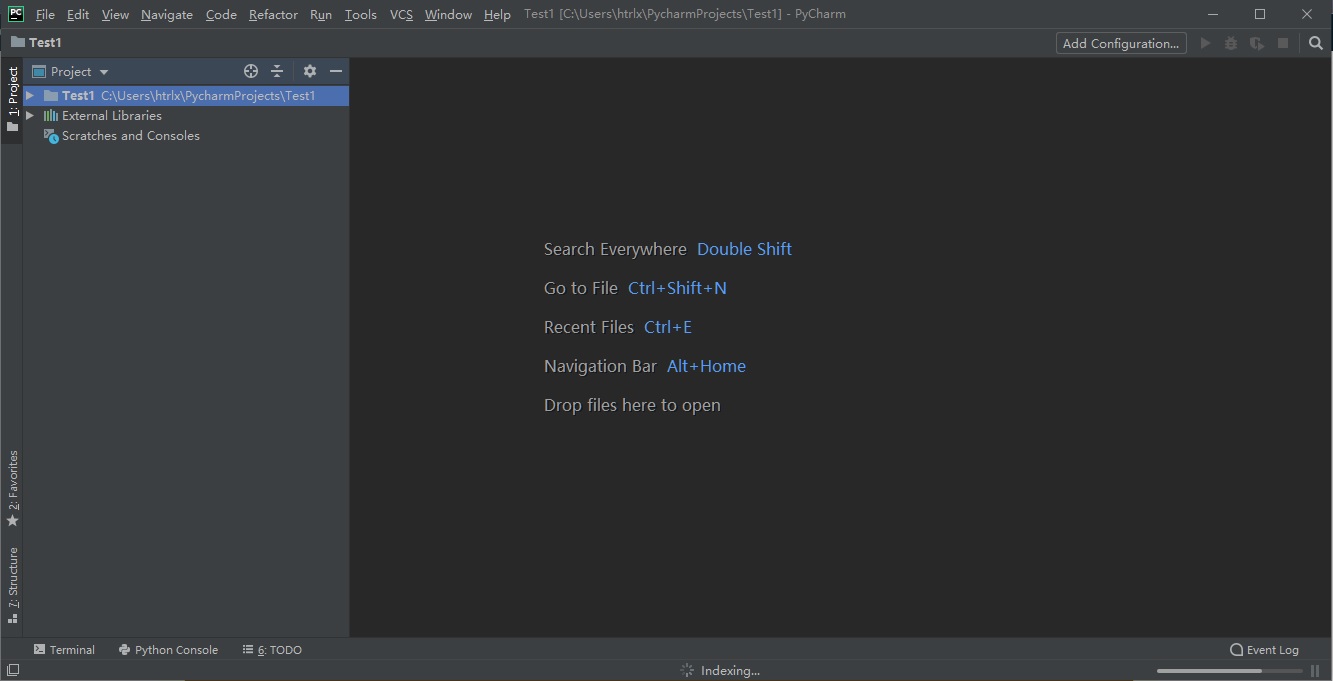 PC File Edit View Navigate Code Refactor Run Tools VCS Window Help Test1 [C:\Users\htrlx\PycharmProjects\Test1] - PyCharm
Test1 Add Configuration...
1: Project
Project
Test1 C:\Users\htrlx\PycharmProjects\Test1
External Libraries
Scratches and Consoles
Search Everywhere Double Shift
Go to File Ctrl+Shift+N
Recent Files Ctrl+E
Navigation Bar Alt+Home
Drop files here to open
2: Favorites
7: Structure
Terminal Python Console 6: TODO Event Log
Indexing...